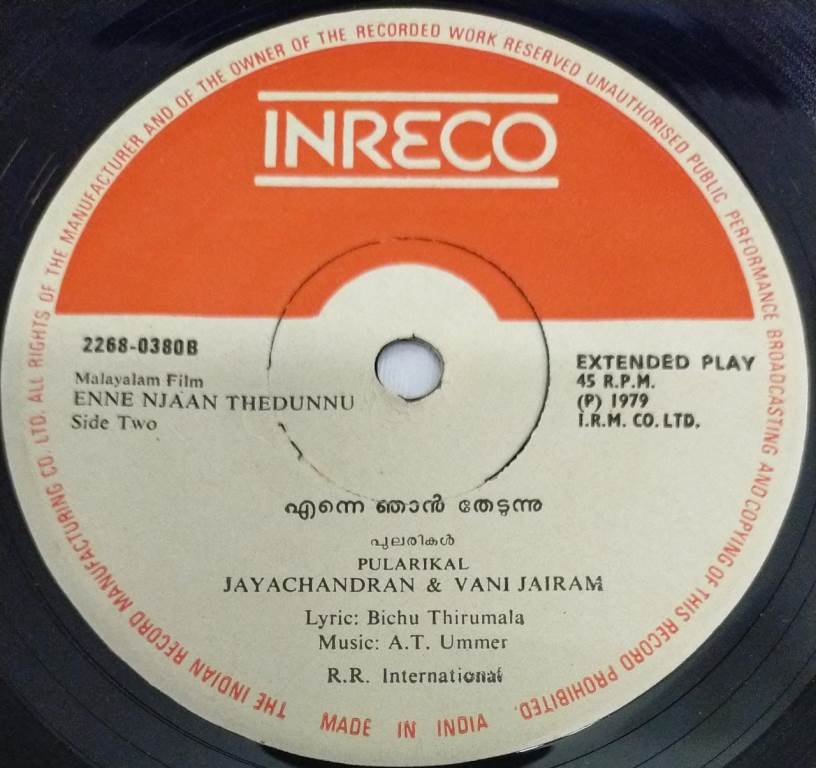 ALL RIGHTS OF THE MANUFACTURER AND OF THE OWNER OF THE RECORDED WORK RESERVED UNAUTHORISED PUBLIC PERFORMANCE BROADCASTING AND COPYING OF THIS RECORD PROHIBITED.
INRECO
2268-0380B
Malayalam Film
ENNE NJAAN THEDUNNU
Side Two
EXTENDED PLAY
45 R.P.M.
(P) 1979
I.R.M. CO. LTD.
എന്നെ ഞാൻ തേടുന്നു
പുലരികൾ
PULARIKAL
JAYACHANDRAN & VANI JAIRAM
Lyric: Bichu Thirumala
Music: A.T. Ummer
R.R. International
THE INDIAN RECORD MANUFACTURING CO. LTD.
MADE IN INDIA